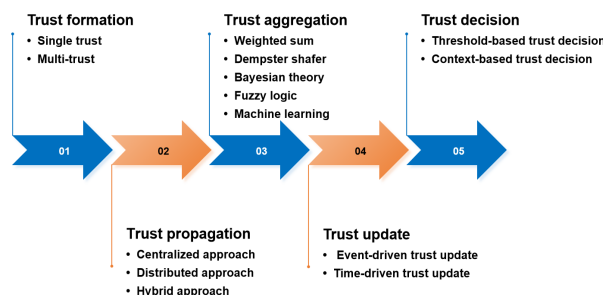 Trust formation
• Single trust
• Multi-trust
Trust aggregation
• Weighted sum
• Dempster shafer
• Bayesian theory
• Fuzzy logic
• Machine learning
Trust decision
• Threshold-based trust decision
• Context-based trust decision
01
02
03
04
05
Trust propagation
• Centralized approach
• Distributed approach
• Hybrid approach
Trust update
• Event-driven trust update
• Time-driven trust update